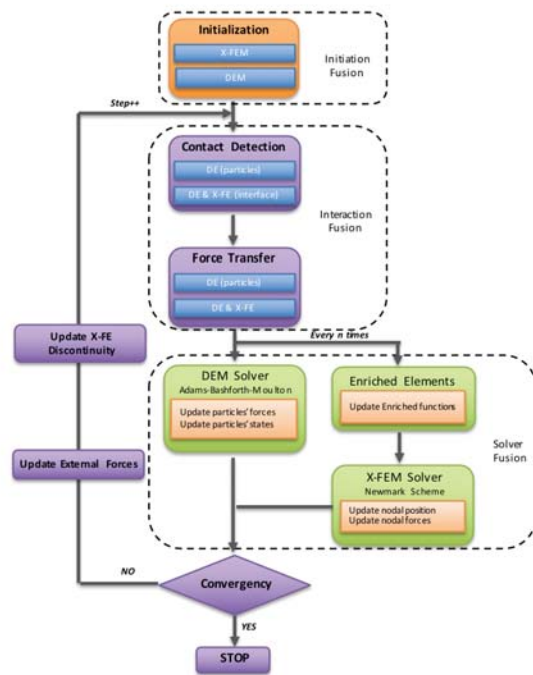 Initialization
X-FEM
DEM
Initiation
Fusion
Step++
Contact Detection
DE (particles)
DE & X-FE (interface)
Interaction
Fusion
Force Transfer
DE (particles)
DE & X-FE
Every n times
Update X-FE
Discontinuity
DEM Solver
Adams-Bashforth-Moulton
Update particles' forces
Update particles' states
Enriched Elements
Update Enriched functions
Solver
Fusion
Update External Forces
X-FEM Solver
Newmark Scheme
Update nodal position
Update nodal forces
NO
Convergency
YES
STOP